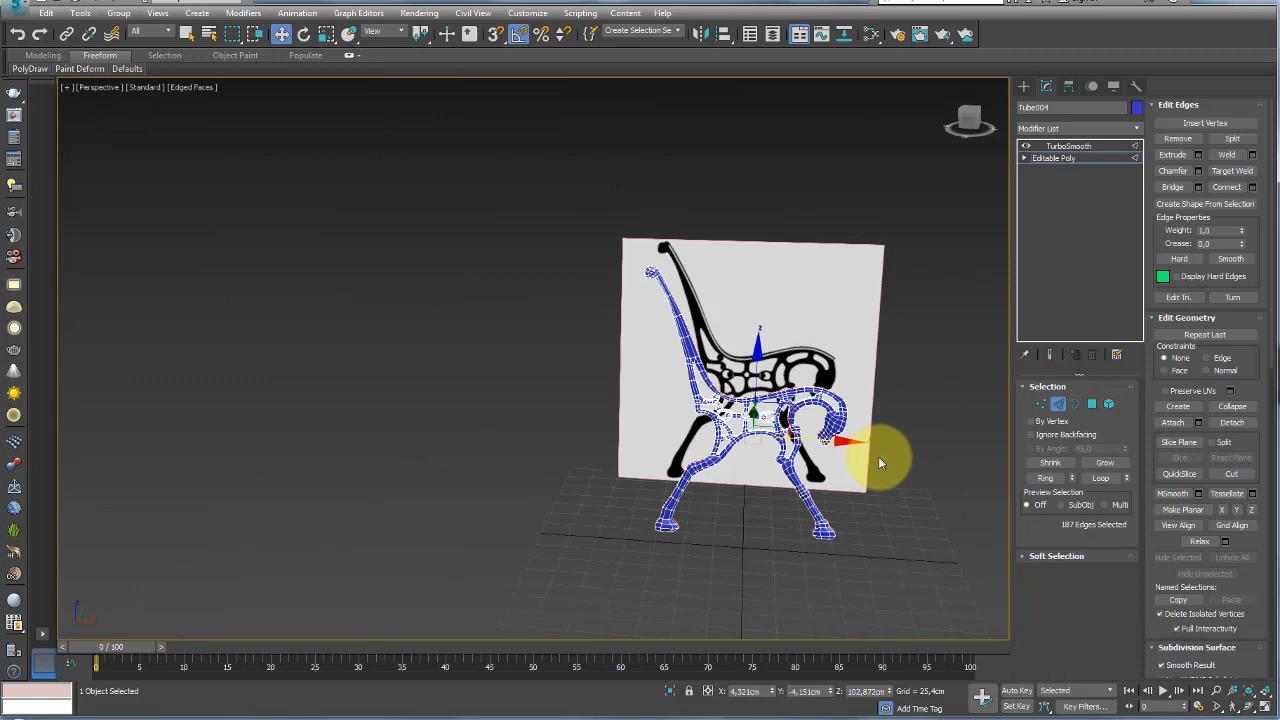 Edit Tools Group Views Create Modifiers Animation Graph Editors Rendering Civil View Customize Scripting Content Help
All View Create Selection Se
Modeling Freeform Selection Object Paint Populate
PolyDraw Paint Deform Defaults
[+] [Perspective] [Standard] [Edged Faces]
Tube004
Modifier List
TurboSmooth
Editable Poly
Selection
By Vertex
Ignore Backfacing
By Angle: 45,0
Shrink Grow
Ring Loop
Preview Selection
Off SubObj Multi
187 Edges Selected
Soft Selection
Edit Edges
Insert Vertex
Remove Split
Extrude Weld
Chamfer Target Weld
Bridge Connect
Create Shape From Selection
Edge Properties
Weight: 1,0
Crease: 0,0
Hard Smooth
Display Hard Edges
Edit Tri. Turn
Edit Geometry
Repeat Last
Constraints
None Edge
Face Normal
Preserve UVs
Create Collapse
Attach Detach
Slice Plane Split
Slice Reset Plane
QuickSlice Cut
MSmooth Tessellate
Make Planar X Y Z
View Align Grid Align
Relax
Hide Selected Unhide All
Hide Unselected
Named Selections:
Copy Paste
Delete Isolated Vertices
Full Interactivity
Subdivision Surface
Smooth Result
z
z
0 / 100
0 5 10 15 20 25 30 35 40 45 50 55 60 65 70 75 80 85 90 95 100
1 Object Selected X: 4,321cm Y: -4,151cm Z: 102,872cm Grid = 25,4cm
Add Time Tag
Auto Key Selected
Set Key Key Filters... 0